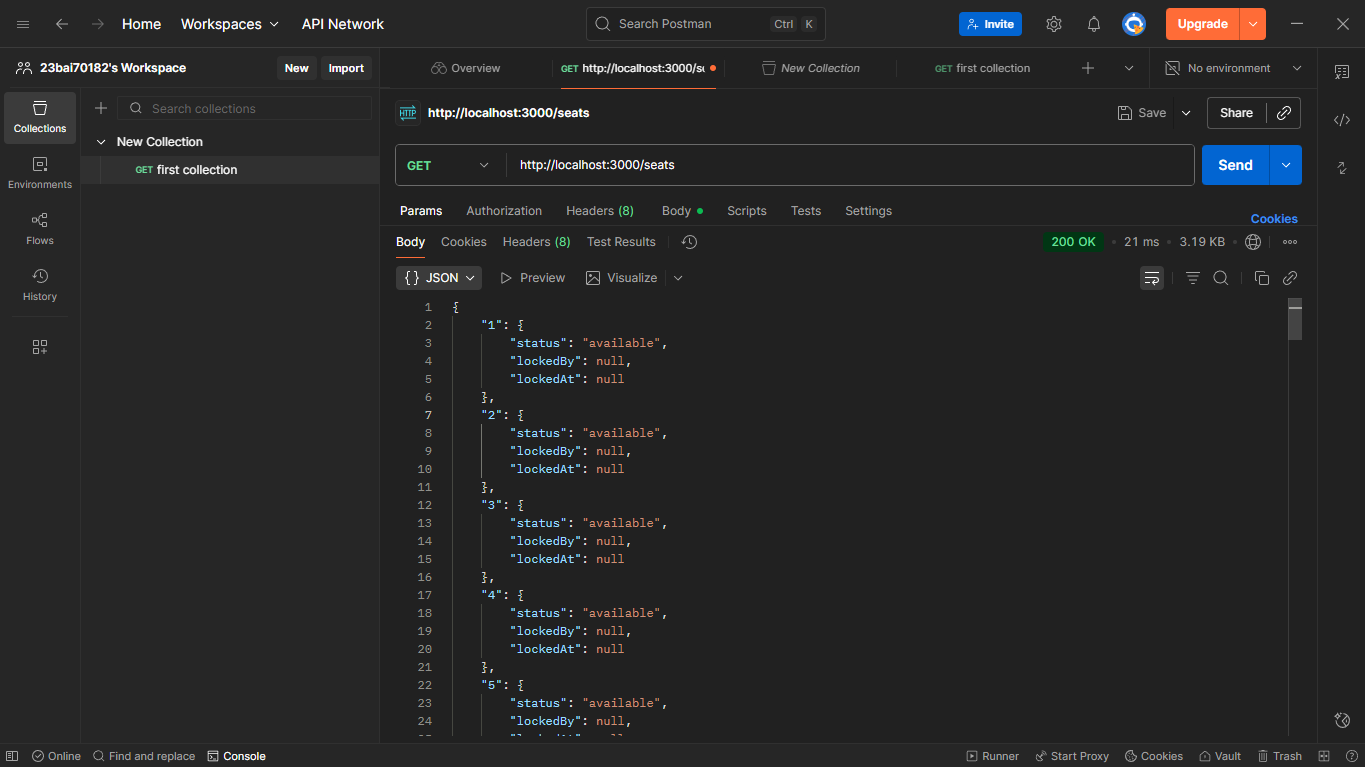 Home Workspaces API Network Search Postman Ctrl K Invite Upgrade
23bai70182's Workspace New Import Overview GET http://localhost:3000/se New Collection GET first collection No environment
Search collections
Collections
Environments
Flows
History
New Collection
GET first collection
HTTP http://localhost:3000/seats Save Share
GET http://localhost:3000/seats Send
Params Authorization Headers (8) Body Scripts Tests Settings Cookies
Body Cookies Headers (8) Test Results 200 OK 21 ms 3.19 KB
{} JSON Preview Visualize
1 {
2 "1": {
3 "status": "available",
4 "lockedBy": null,
5 "lockedAt": null
6 },
7 "2": {
8 "status": "available",
9 "lockedBy": null,
10 "lockedAt": null
11 },
12 "3": {
13 "status": "available",
14 "lockedBy": null,
15 "lockedAt": null
16 },
17 "4": {
18 "status": "available",
19 "lockedBy": null,
20 "lockedAt": null
21 },
22 "5": {
23 "status": "available",
24 "lockedBy": null,
Online Find and replace Console Runner Start Proxy Cookies Vault Trash